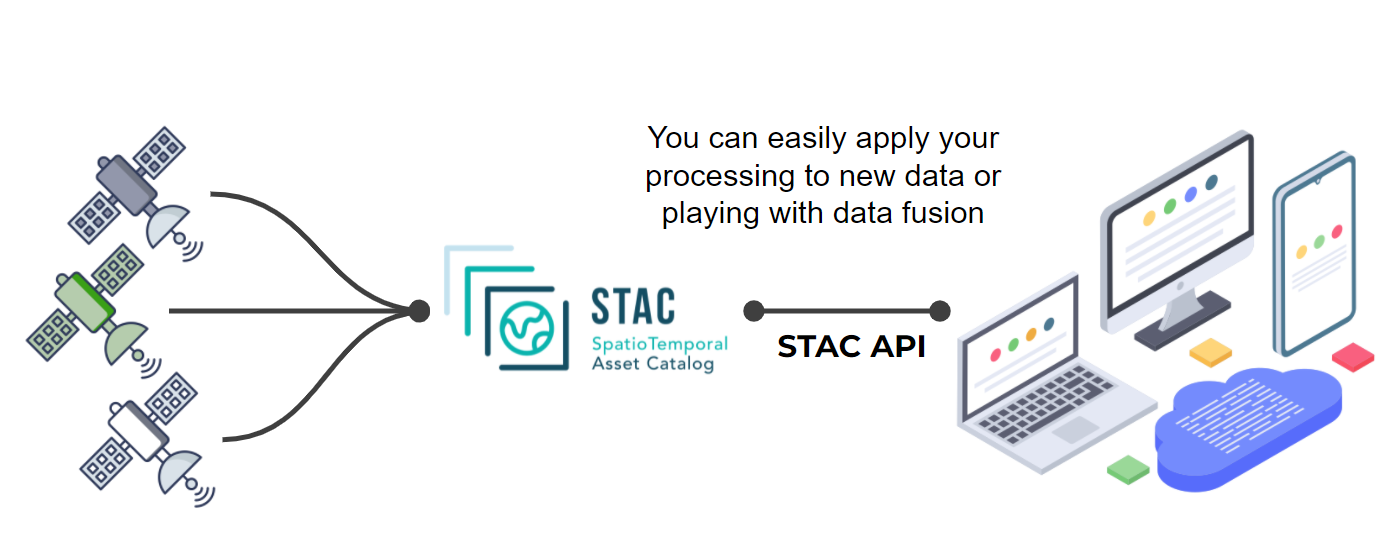 You can easily apply your
processing to new data or
playing with data fusion
STAC
SpatioTemporal
Asset Catalog
STAC API